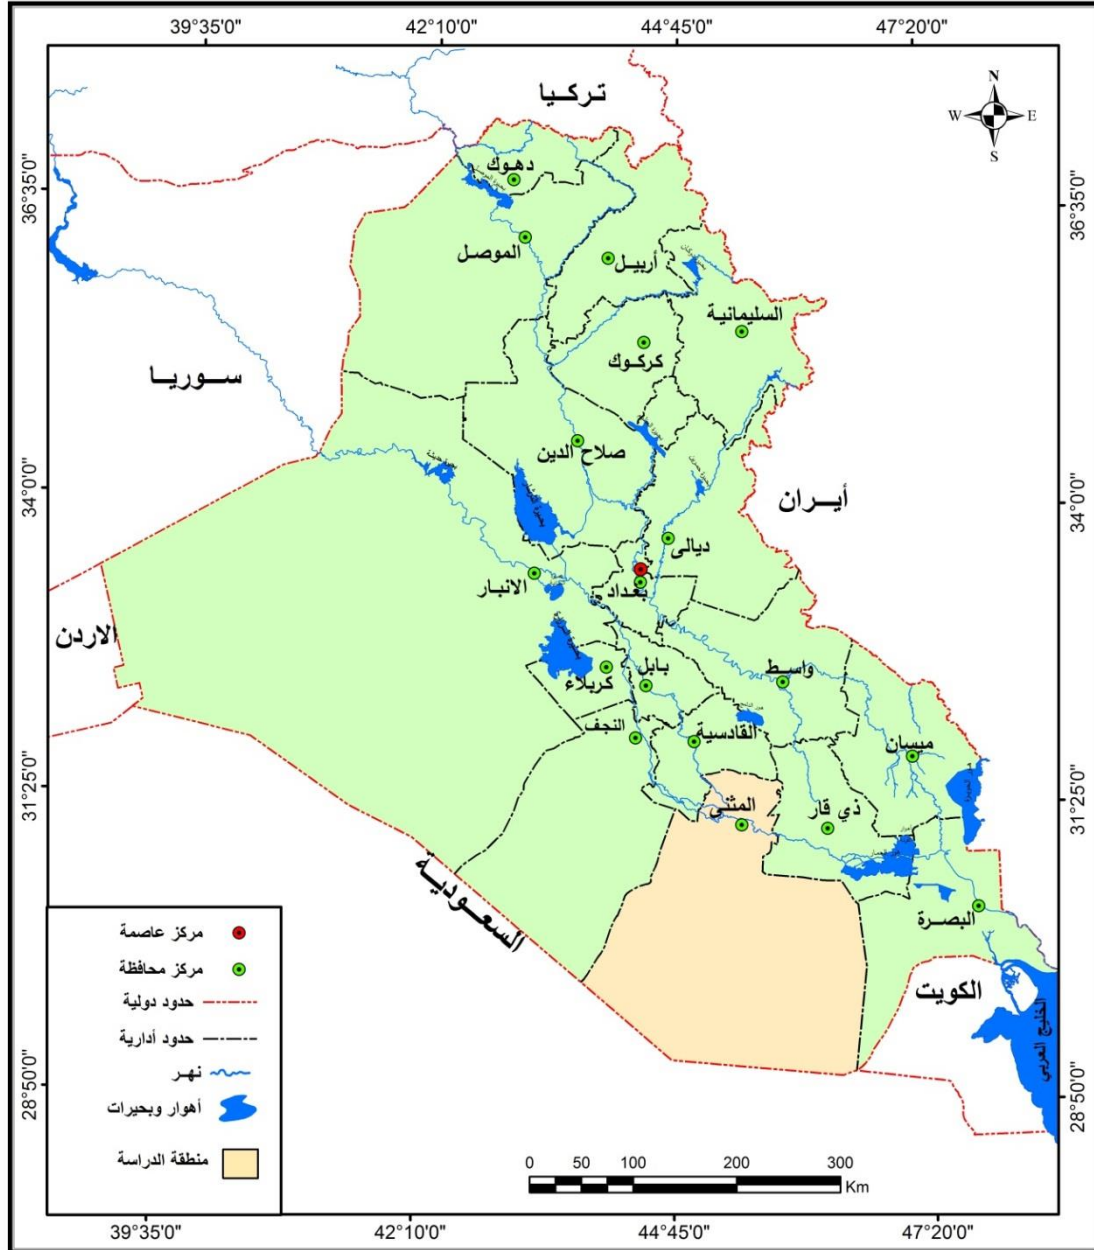 39°35'0"
42°10'0"
44°45'0"
47°20'0"
N
W
E
S
تركيا
36°35'0"
36°35'0"
دهوك
بحيرة الموصل
الموصل
أربيل
السليمانية
كركوك
سوريا
صلاح الدين
أيران
34°0'0"
34°0'0"
ديالى
بغداد
الانبار
الاردن
كربلاء
بابل
واسط
النجف
القادسية
ميسان
31°25'0"
31°25'0"
المثنى
ذي قار
البصرة
السعودية
الكويت
الخليج العربي
28°50'0"
28°50'0"
مركز عاصمة
مركز محافظة
حدود دولية
حدود أدارية
نهر
أهوار وبحيرات
منطقة الدراسة
0 50 100 200 300
Km
39°35'0"
42°10'0"
44°45'0"
47°20'0"